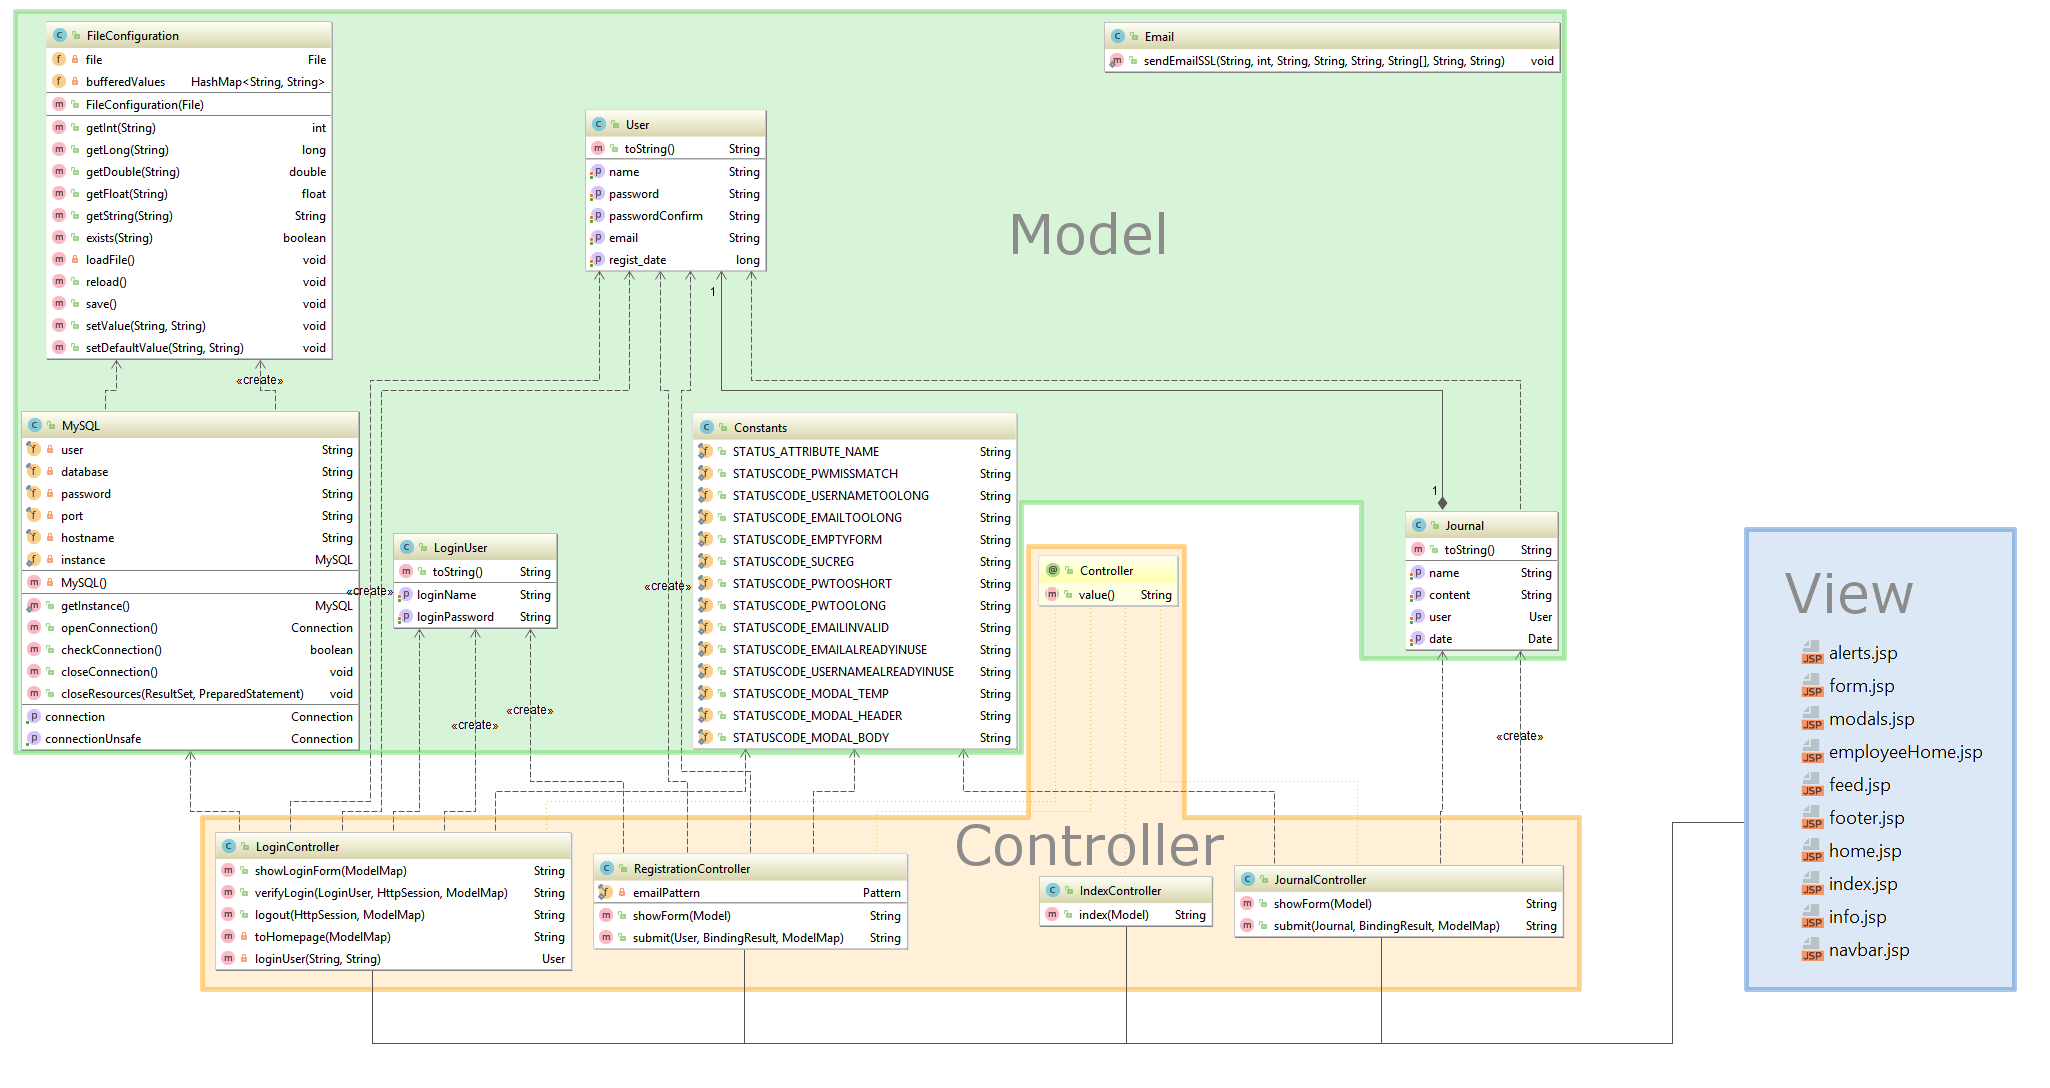 FileConfiguration
file File
bufferedValues HashMap<String, String>
FileConfiguration(File)
getInt(String) int
getLong(String) long
getDouble(String) double
getFloat(String) float
getString(String) String
exists(String) boolean
loadFile() void
reload() void
save() void
setValue(String, String) void
setDefaultValue(String, String) void
Email
sendEmailSSL(String, int, String, String, String, String[], String, String) void
User
toString() String
name String
password String
passwordConfirm String
email String
regist_date long
Model
1
«create»
MySQL
user String
database String
password String
port String
hostname String
instance MySQL
MySQL()
getInstance() MySQL
openConnection() Connection
checkConnection() boolean
closeConnection() void
closeResources(ResultSet, PreparedStatement) void
connection Connection
connectionUnsafe Connection
«create»
LoginUser
toString() String
loginName String
loginPassword String
«create»
«create»
«create»
Constants
STATUS_ATTRIBUTE_NAME String
STATUSCODE_PWMISSMATCH String
STATUSCODE_USERNAMETOOLONG String
STATUSCODE_EMAILTOOLONG String
STATUSCODE_EMPTYFORM String
STATUSCODE_SUCREG String
STATUSCODE_PWTOOSHORT String
STATUSCODE_PWTOOLONG String
STATUSCODE_EMAILINVALID String
STATUSCODE_EMAILALREADYINUSE String
STATUSCODE_USERNAMEALREADYINUSE String
STATUSCODE_MODAL_TEMP String
STATUSCODE_MODAL_HEADER String
STATUSCODE_MODAL_BODY String
Controller
value() String
1
Journal
toString() String
name String
content String
user User
date Date
«create»
Controller
LoginController
showLoginForm(ModelMap) String
verifyLogin(LoginUser, HttpSession, ModelMap) String
logout(HttpSession, ModelMap) String
toHomepage(ModelMap) String
loginUser(String, String) User
RegistrationController
emailPattern Pattern
showForm(Model) String
submit(User, BindingResult, ModelMap) String
IndexController
index(Model) String
JournalController
showForm(Model) String
submit(Journal, BindingResult, ModelMap) String
View
JSP alerts.jsp
JSP form.jsp
JSP modals.jsp
JSP employeeHome.jsp
JSP feed.jsp
JSP footer.jsp
JSP home.jsp
JSP index.jsp
JSP info.jsp
JSP navbar.jsp